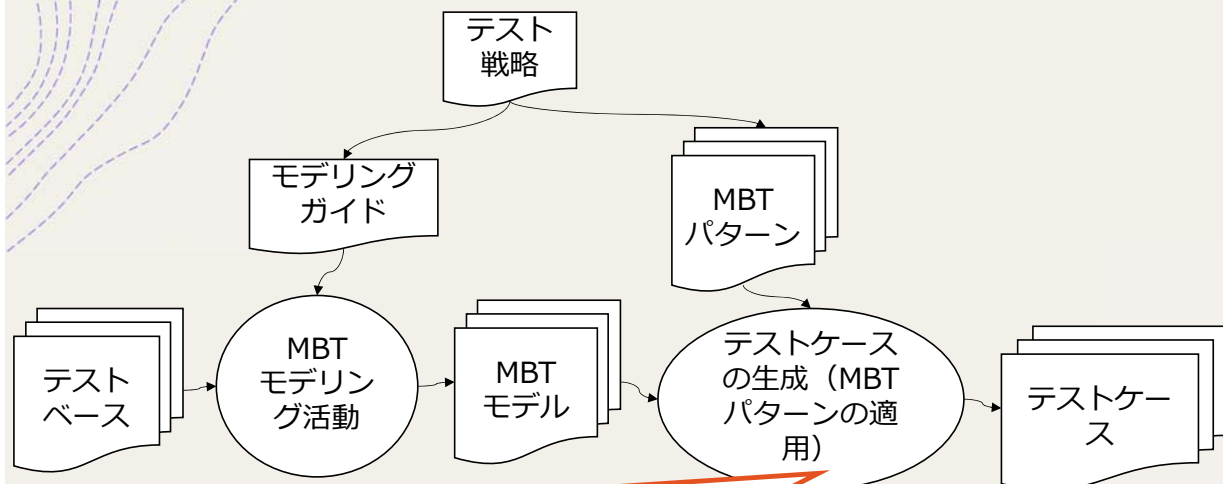 テスト
戦略
モデリング
ガイド
MBT
パターン
テスト
ベース
MBT
モデリン
グ活動
MBT
モデル
テストケース
の生成（MBT
パターンの適
用）
テストケー
ス